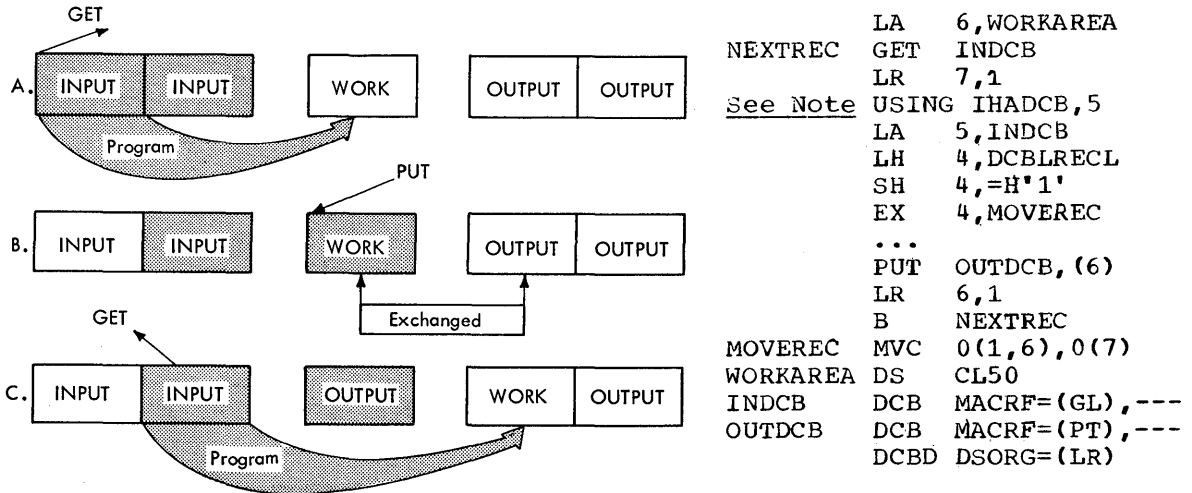 GET
A. INPUT INPUT WORK OUTPUT OUTPUT
Program
PUT
B. INPUT INPUT WORK OUTPUT OUTPUT
Exchanged
GET
C. INPUT INPUT OUTPUT WORK OUTPUT
Program
LA 6,WORKAREA
NEXTREC GET INDCB
LR 7,1
See Note USING IHADCB,5
LA 5,INDCB
LH 4,DCBLRECL
SH 4,=H'1'
EX 4,MOVEREC
...
PUT OUTDCB,(6)
LR 6,1
B NEXTREC
MOVEREC MVC 0(1,6),0(7)
WORKAREA DS CL50
INDCB DCB MACRF=(GL),---
OUTDCB DCB MACRF=(PT),---
DCBD DSORG=(LR)